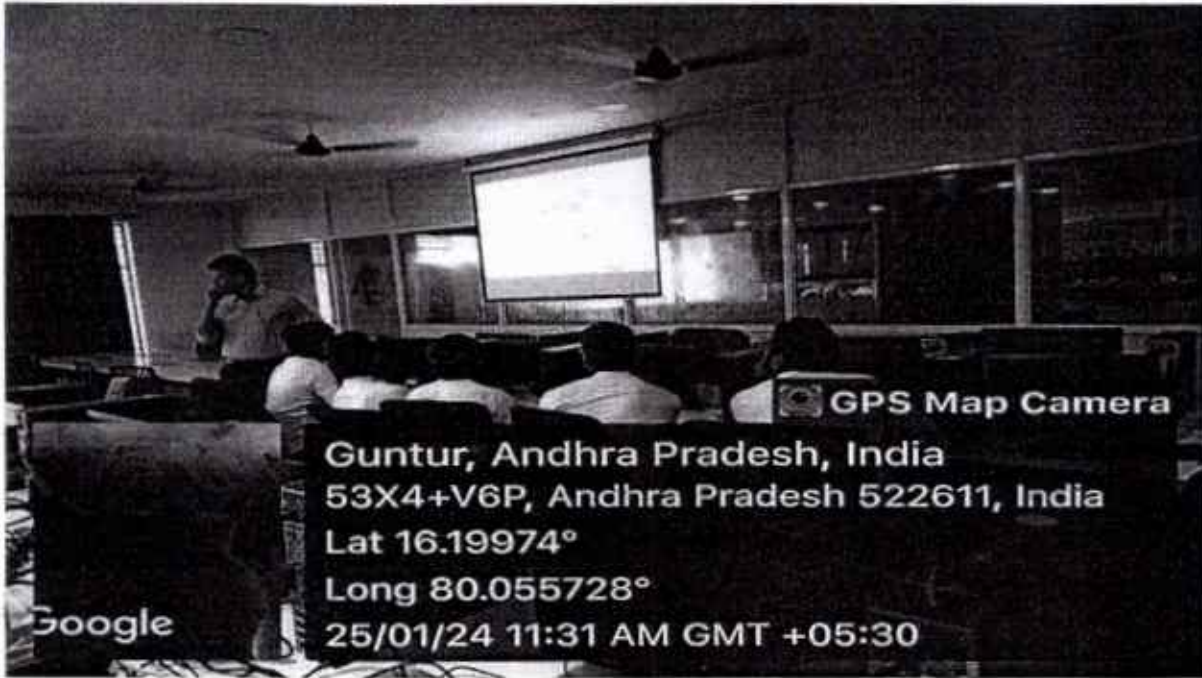 GPS Map Camera
Guntur, Andhra Pradesh, India
53X4+V6P, Andhra Pradesh 522611, India
Lat 16.19974°
Long 80.055728°
25/01/24 11:31 AM GMT +05:30
Google